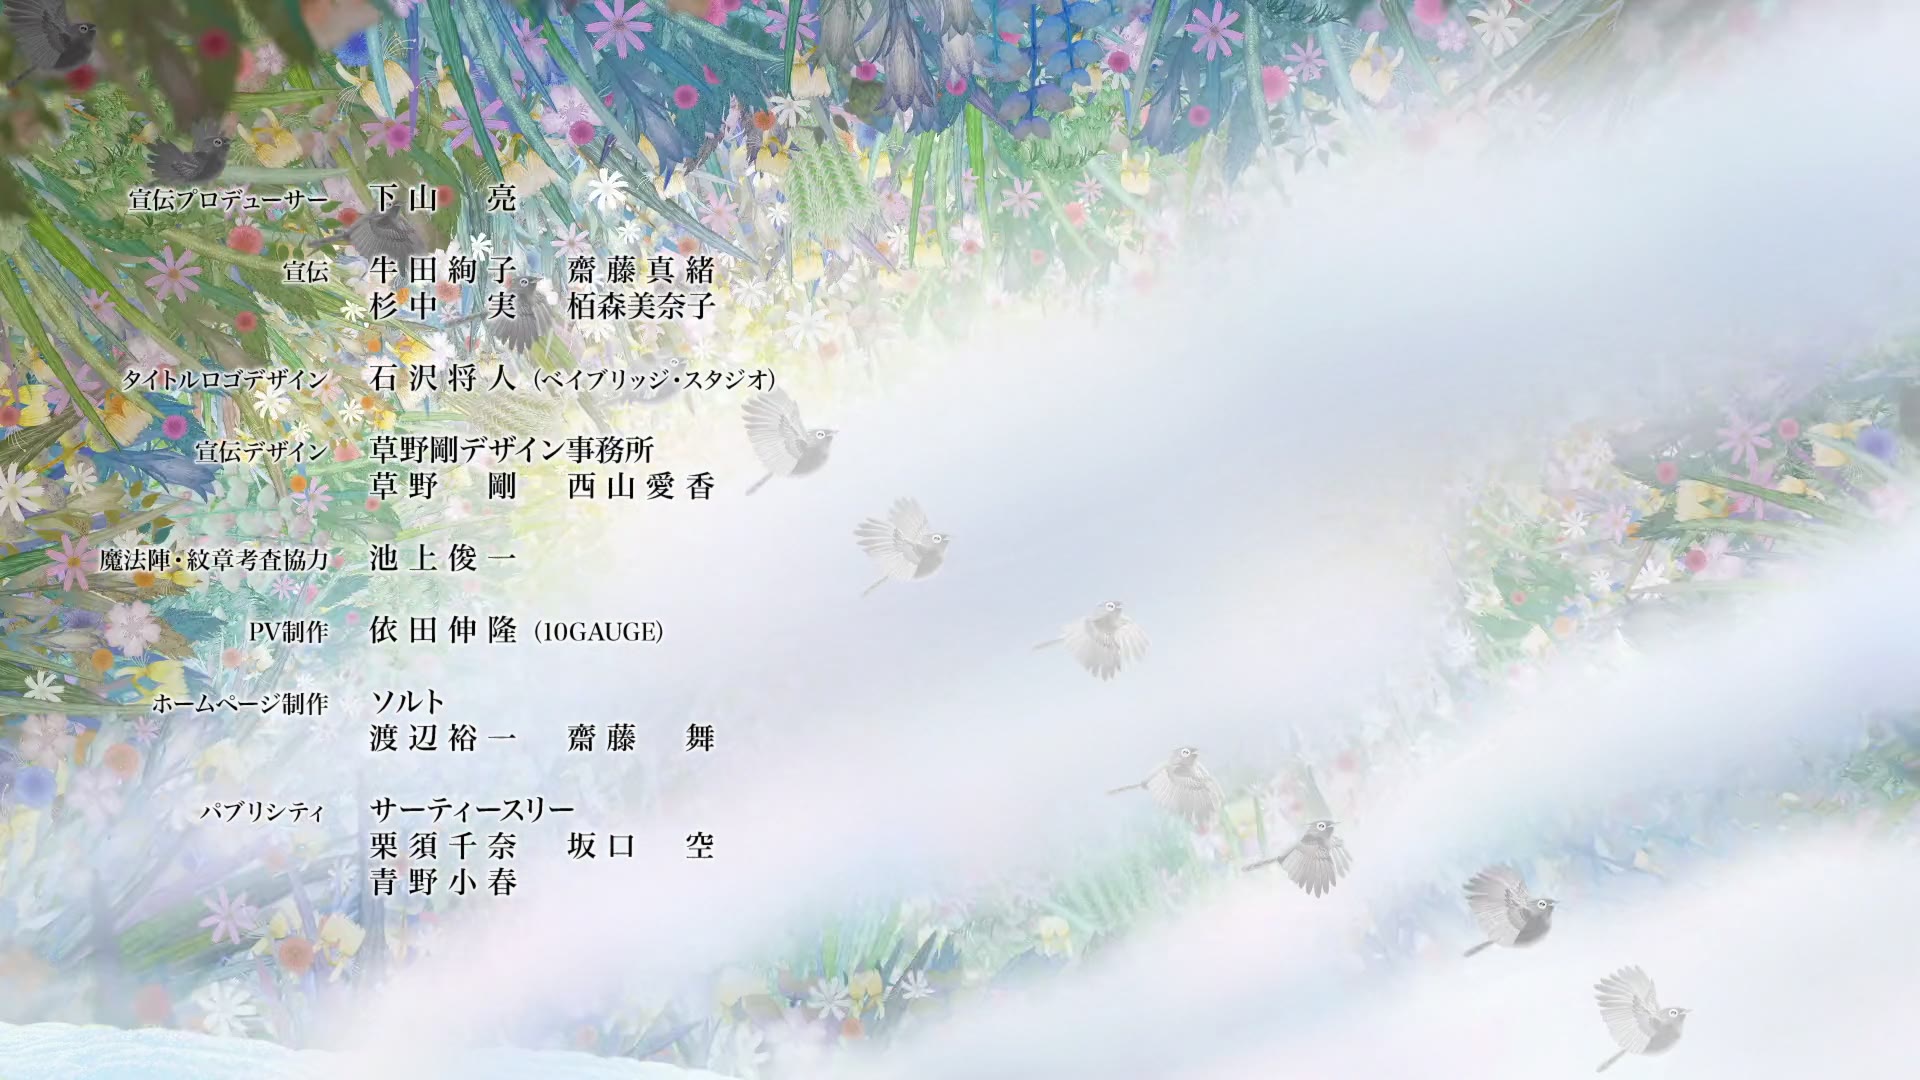 宣伝プロデューサー 下山 亮
宣伝 牛田絢子 齋藤真緒
杉中 実 栢森美奈子
タイトルロゴデザイン 石沢将人(ベイブリッジ・スタジオ)
宣伝デザイン 草野剛デザイン事務所
草野 剛 西山愛香
魔法陣・紋章考査協力 池上俊一
PV制作 依田伸隆(10GAUGE)
ホームページ制作 ソルト
渡辺裕一 齋藤 舞
パブリシティ サーティースリー
栗須千奈 坂口 空
青野小春